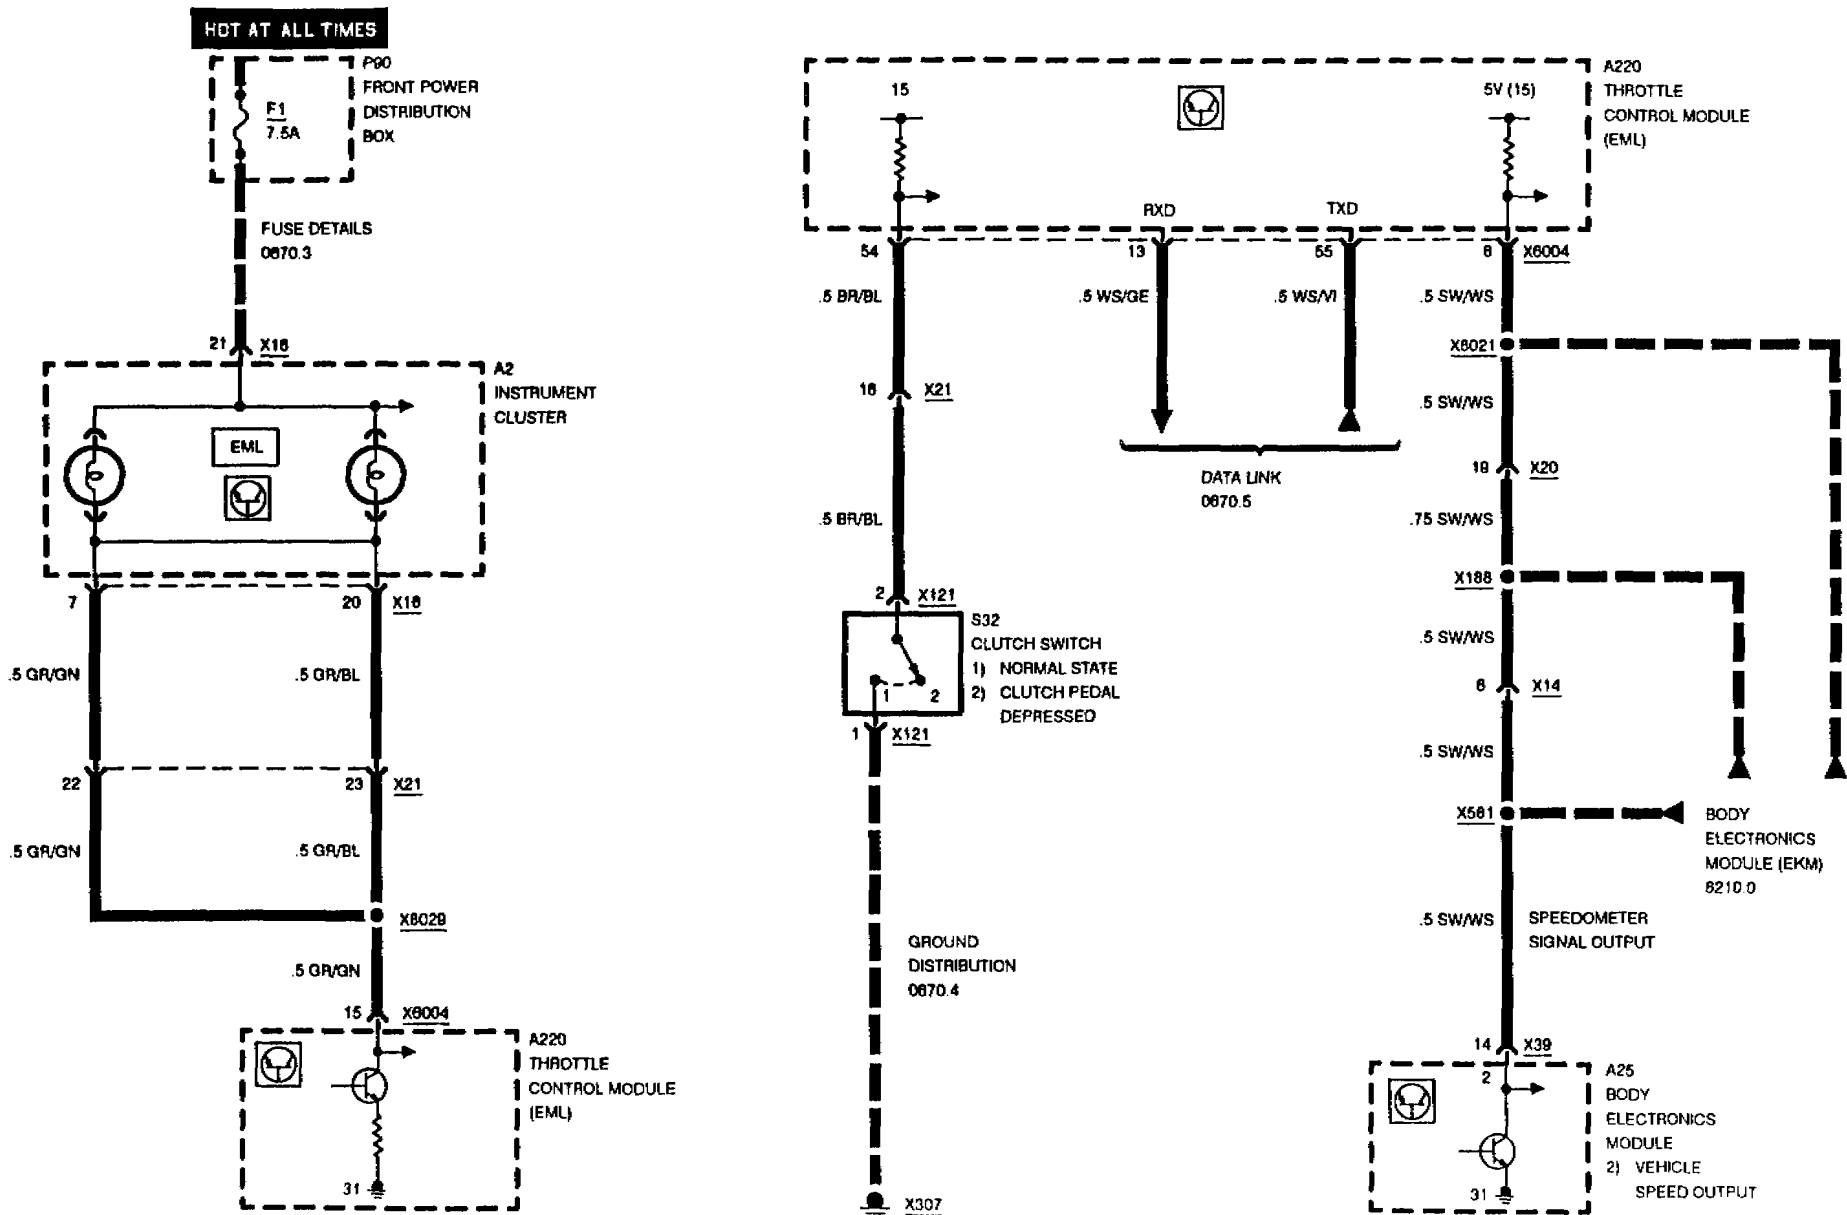 HOT AT ALL TIMES
P90
FRONT POWER
DISTRIBUTION
BOX
F1
7.5A
FUSE DETAILS
0670.3
21
X16
A2
INSTRUMENT
CLUSTER
EML
7
20
X16
.5 GR/GN
.5 GR/BL
22
23
X21
.5 GR/GN
.5 GR/BL
X6029
.5 GR/GN
15
X6004
A220
THROTTLE
CONTROL MODULE
(EML)
31
A220
THROTTLE
CONTROL MODULE
(EML)
15
5V (15)
RXD
TXD
54
13
55
8
X6004
.5 BR/BL
.5 WS/GE
.5 WS/VI
.5 SW/WS
X6021
16
X21
.5 SW/WS
DATA LINK
0670.5
19
X20
.5 BR/BL
.75 SW/WS
X188
2
X121
S32
CLUTCH SWITCH
1) NORMAL STATE
2) CLUTCH PEDAL
DEPRESSED
1
2
1
X121
.5 SW/WS
6
X14
.5 SW/WS
X561
BODY
ELECTRONICS
MODULE (EKM)
6210.0
.5 SW/WS
SPEEDOMETER
SIGNAL OUTPUT
GROUND
DISTRIBUTION
0670.4
X307
14
X39
2
A25
BODY
ELECTRONICS
MODULE
2) VEHICLE
SPEED OUTPUT
31